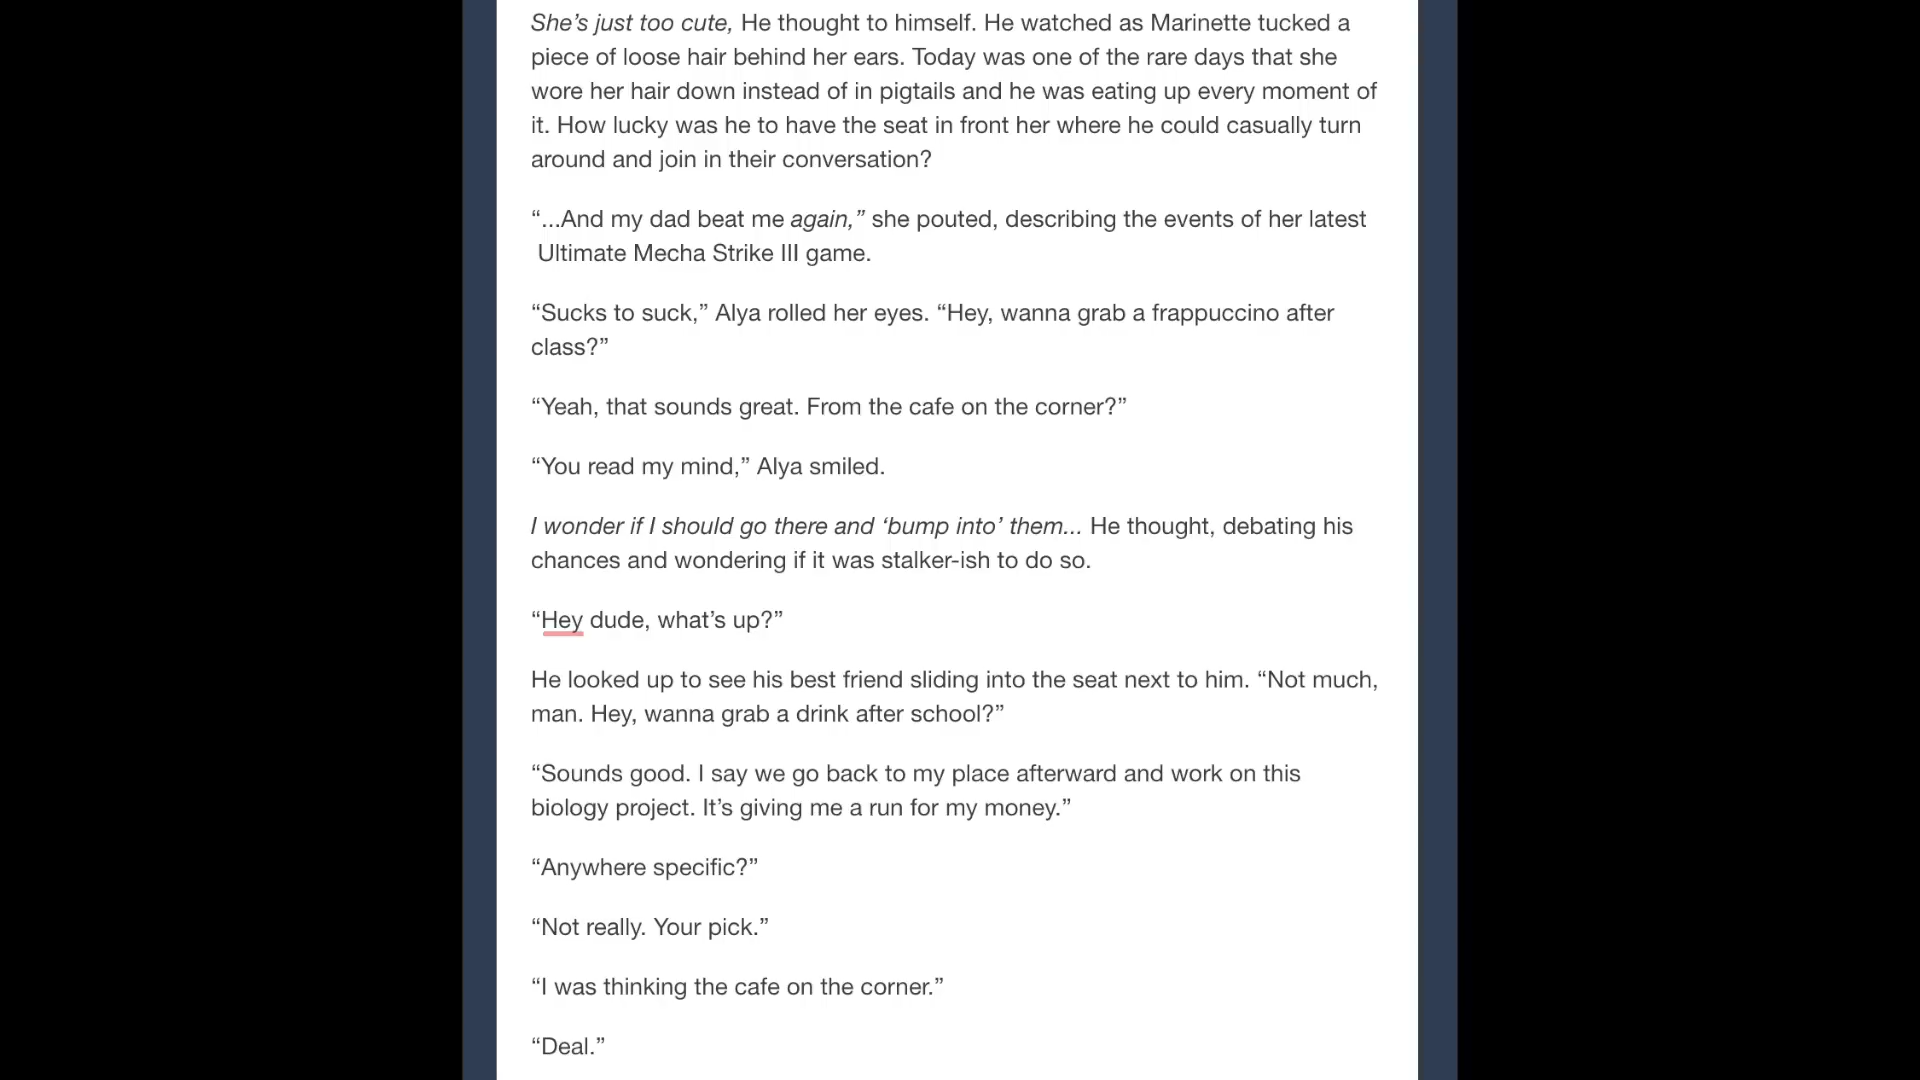 She’s just too cute, He thought to himself. He watched as Marinette tucked a
piece of loose hair behind her ears. Today was one of the rare days that she
wore her hair down instead of in pigtails and he was eating up every moment of
it. How lucky was he to have the seat in front her where he could casually turn
around and join in their conversation?
“...And my dad beat me again,” she pouted, describing the events of her latest
Ultimate Mecha Strike III game.
“Sucks to suck,” Alya rolled her eyes. “Hey, wanna grab a frappuccino after
class?”
“Yeah, that sounds great. From the cafe on the corner?”
“You read my mind,” Alya smiled.
I wonder if I should go there and ‘bump into’ them... He thought, debating his
chances and wondering if it was stalker-ish to do so.
“Hey dude, what’s up?”
He looked up to see his best friend sliding into the seat next to him. “Not much,
man. Hey, wanna grab a drink after school?”
“Sounds good. I say we go back to my place afterward and work on this
biology project. It’s giving me a run for my money.”
“Anywhere specific?”
“Not really. Your pick.”
“I was thinking the cafe on the corner.”
“Deal.”